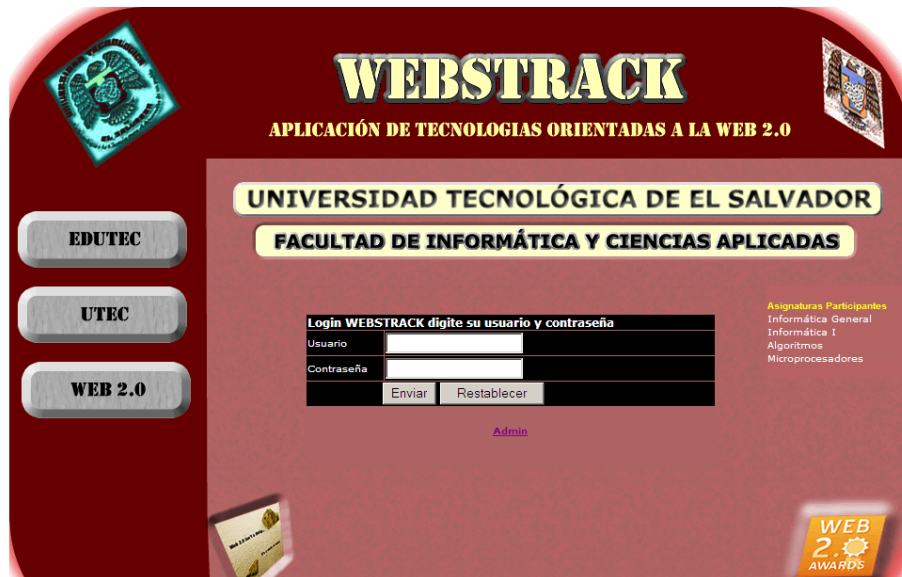 WEBSTRACK
APLICACIÓN DE TECNOLOGIAS ORIENTADAS A LA WEB 2.0
UNIVERSIDAD TECNOLÓGICA DE EL SALVADOR
FACULTAD DE INFORMÁTICA Y CIENCIAS APLICADAS
EDUTEC
UTEC
WEB 2.0
Login WEBSTRACK digite su usuario y contraseña
Usuario
Contraseña
Enviar Restablecer
Admin
Asignaturas Participantes
Informática General
Informática I
Algoritmos
Microprocesadores
WEB
2.0
AWARDS